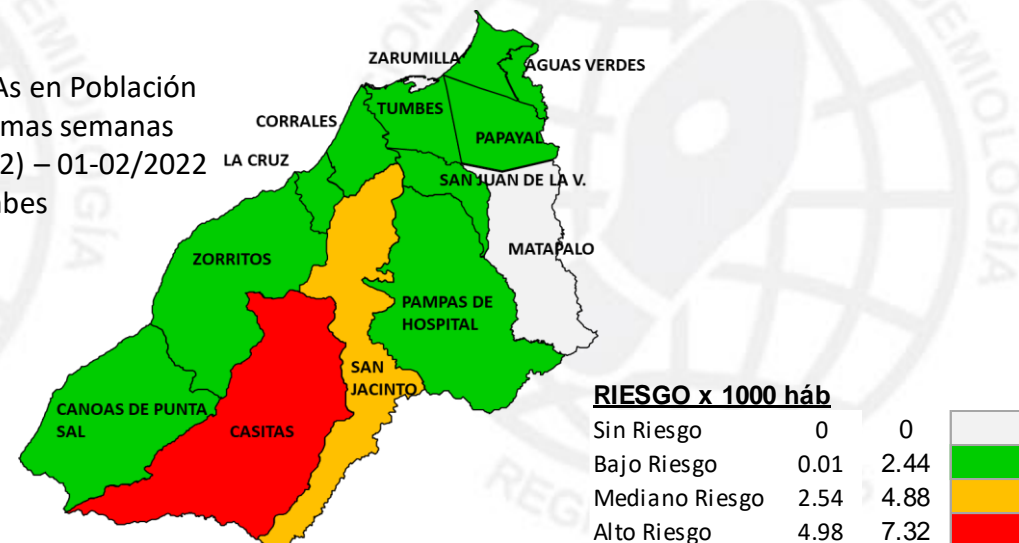 As en Población
mas semanas
2) – 01-02/2022
bes
ZARUMILLA
AGUAS VERDES
TUMBES
CORRALES
PAPAYAL
LA CRUZ
SAN JUAN DE LA V.
MATAPALO
ZORRITOS
PAMPAS DE
HOSPITAL
SAN
JACINTO
CANOAS DE PUNTA
SAL
CASITAS
RIESGO x 1000 háb
Sin Riesgo 0 0
Bajo Riesgo 0.01 2.44
Mediano Riesgo 2.54 4.88
Alto Riesgo 4.98 7.32